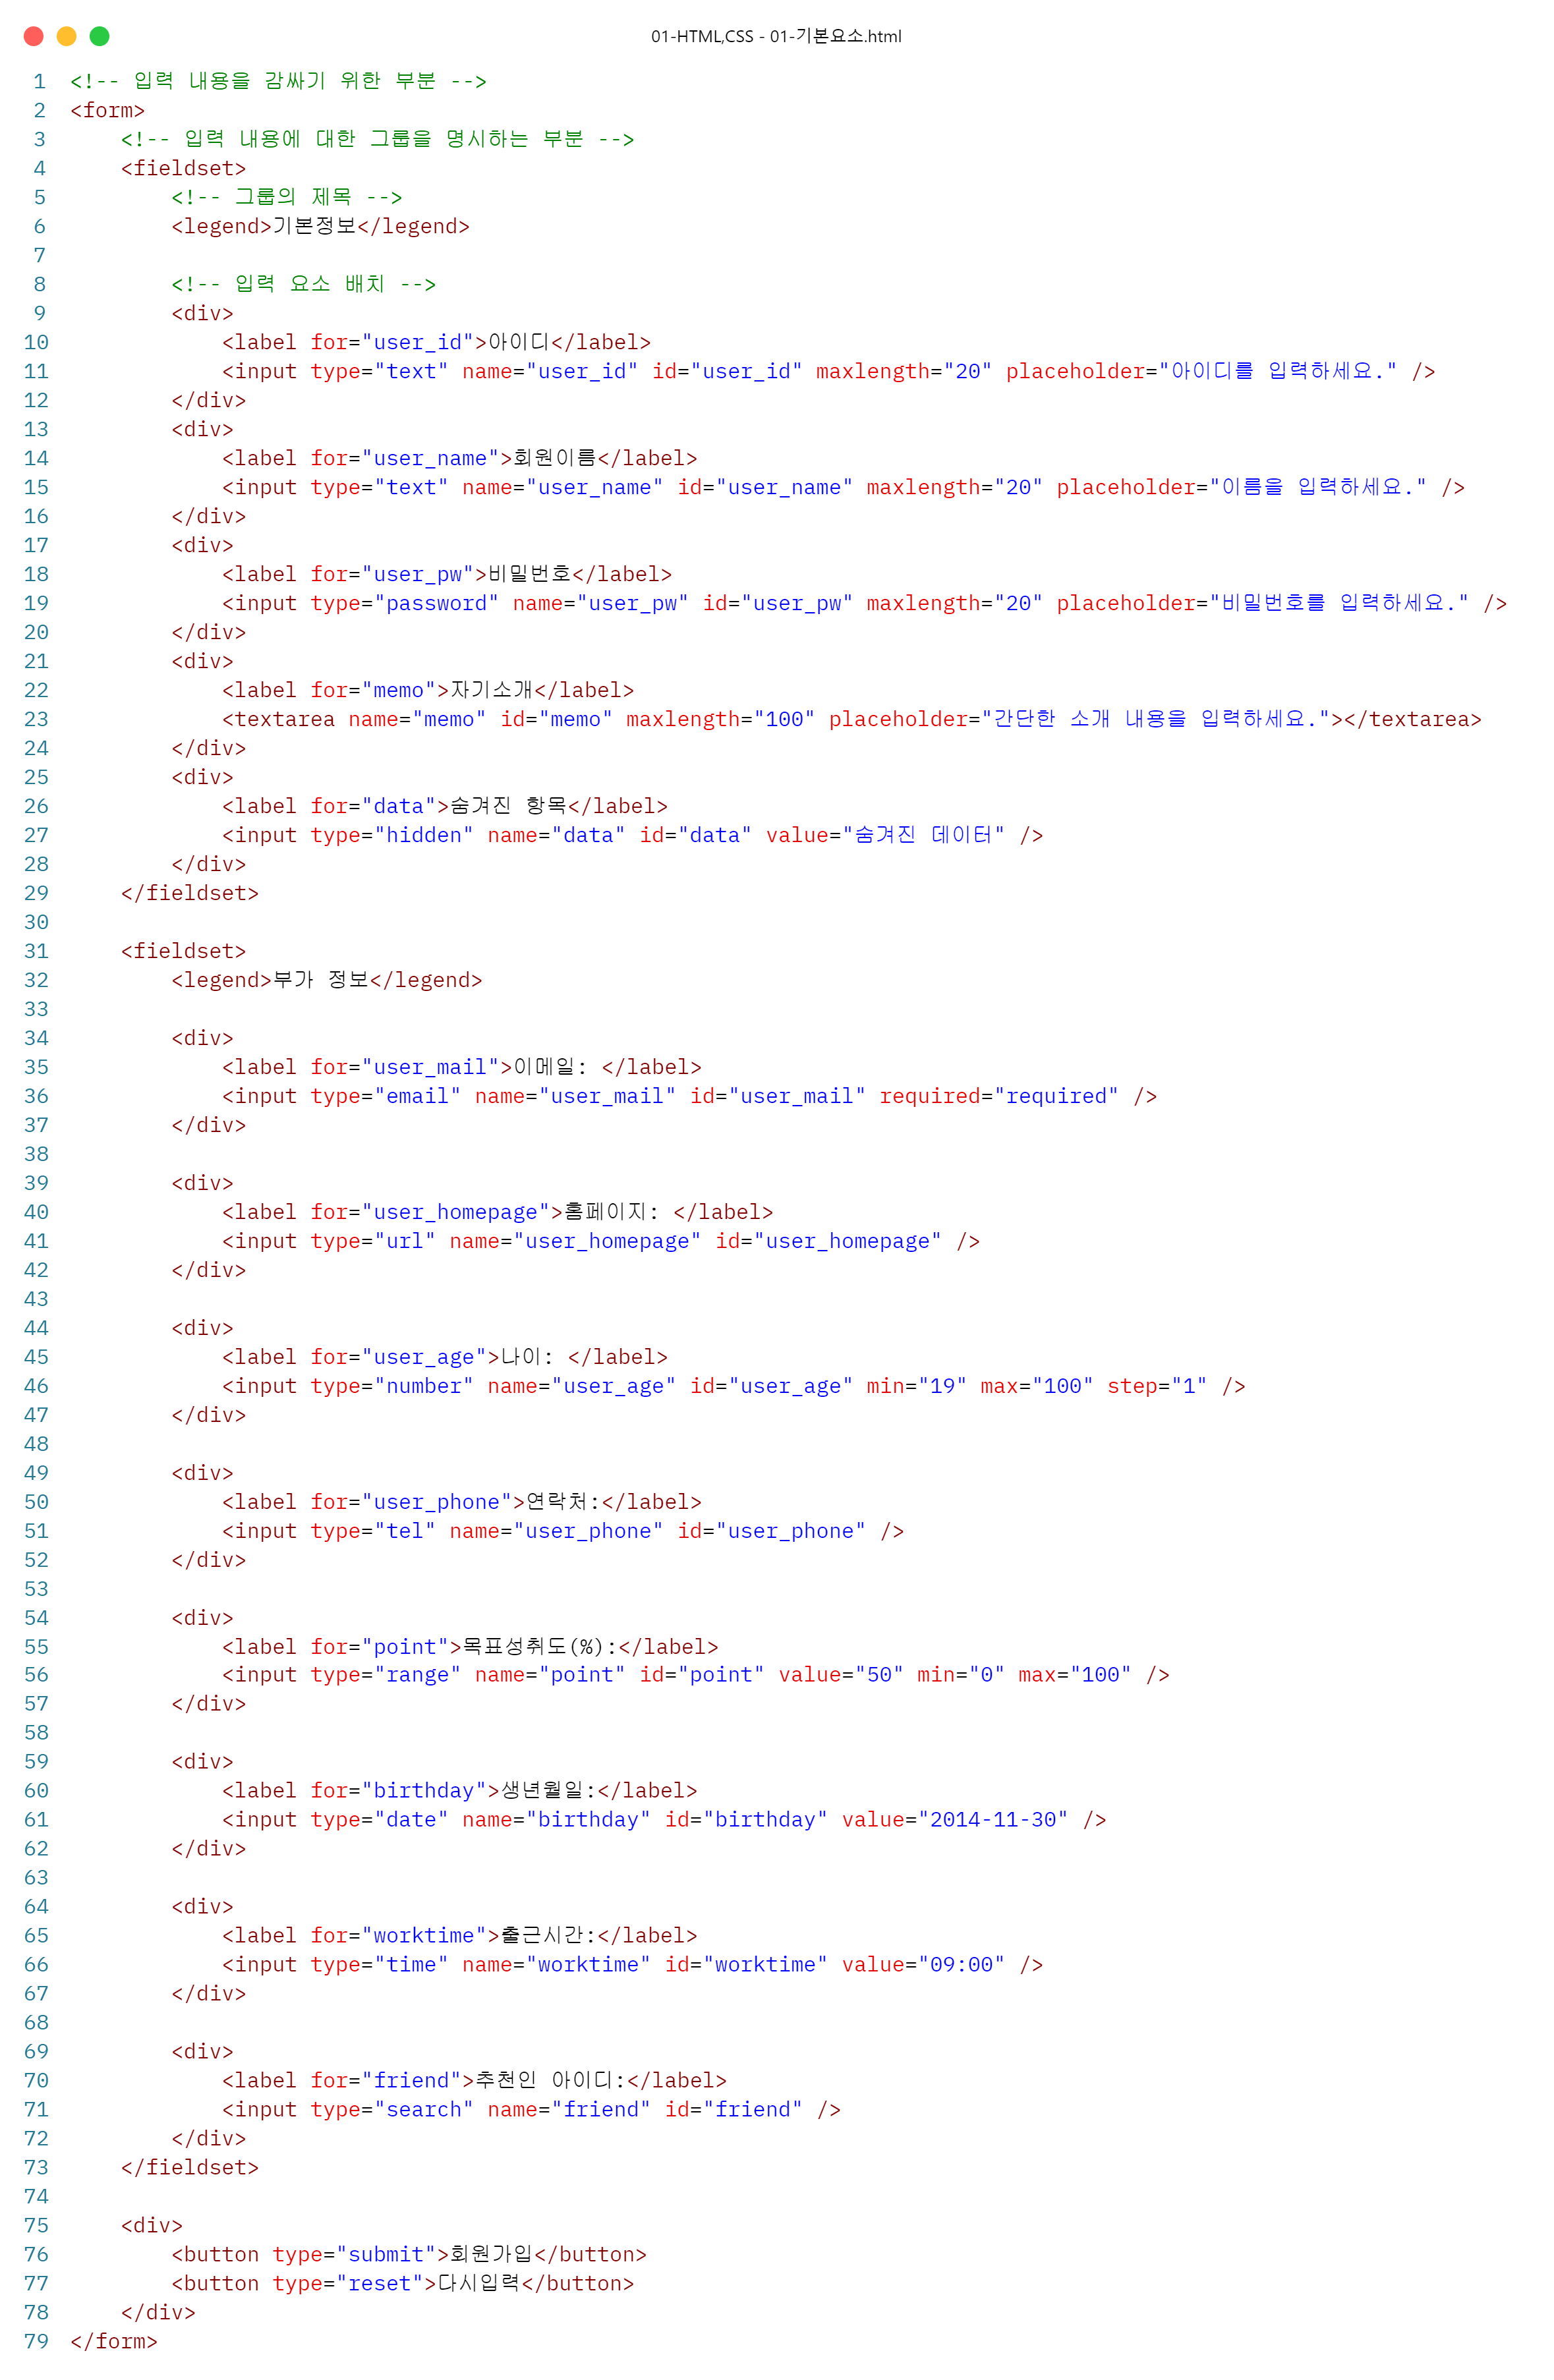 01-HTML,CSS - 01-기본요소.html
1 <!-- 입력 내용을 감싸기 위한 부분 -->
2 <form>
3     <!-- 입력 내용에 대한 그룹을 명시하는 부분 -->
4     <fieldset>
5         <!-- 그룹의 제목 -->
6         <legend>기본정보</legend>
7
8         <!-- 입력 요소 배치 -->
9         <div>
10             <label for="user_id">아이디</label>
11             <input type="text" name="user_id" id="user_id" maxlength="20" placeholder="아이디를 입력하세요." />
12         </div>
13         <div>
14             <label for="user_name">회원이름</label>
15             <input type="text" name="user_name" id="user_name" maxlength="20" placeholder="이름을 입력하세요." />
16         </div>
17         <div>
18             <label for="user_pw">비밀번호</label>
19             <input type="password" name="user_pw" id="user_pw" maxlength="20" placeholder="비밀번호를 입력하세요." />
20         </div>
21         <div>
22             <label for="memo">자기소개</label>
23             <textarea name="memo" id="memo" maxlength="100" placeholder="간단한 소개 내용을 입력하세요."></textarea>
24         </div>
25         <div>
26             <label for="data">숨겨진 항목</label>
27             <input type="hidden" name="data" id="data" value="숨겨진 데이터" />
28         </div>
29     </fieldset>
30
31     <fieldset>
32         <legend>부가 정보</legend>
33
34         <div>
35             <label for="user_mail">이메일: </label>
36             <input type="email" name="user_mail" id="user_mail" required="required" />
37         </div>
38
39         <div>
40             <label for="user_homepage">홈페이지: </label>
41             <input type="url" name="user_homepage" id="user_homepage" />
42         </div>
43
44         <div>
45             <label for="user_age">나이: </label>
46             <input type="number" name="user_age" id="user_age" min="19" max="100" step="1" />
47         </div>
48
49         <div>
50             <label for="user_phone">연락처:</label>
51             <input type="tel" name="user_phone" id="user_phone" />
52         </div>
53
54         <div>
55             <label for="point">목표성취도(%):</label>
56             <input type="range" name="point" id="point" value="50" min="0" max="100" />
57         </div>
58
59         <div>
60             <label for="birthday">생년월일:</label>
61             <input type="date" name="birthday" id="birthday" value="2014-11-30" />
62         </div>
63
64         <div>
65             <label for="worktime">출근시간:</label>
66             <input type="time" name="worktime" id="worktime" value="09:00" />
67         </div>
68
69         <div>
70             <label for="friend">추천인 아이디:</label>
71             <input type="search" name="friend" id="friend" />
72         </div>
73     </fieldset>
74
75     <div>
76         <button type="submit">회원가입</button>
77         <button type="reset">다시입력</button>
78     </div>
79 </form>